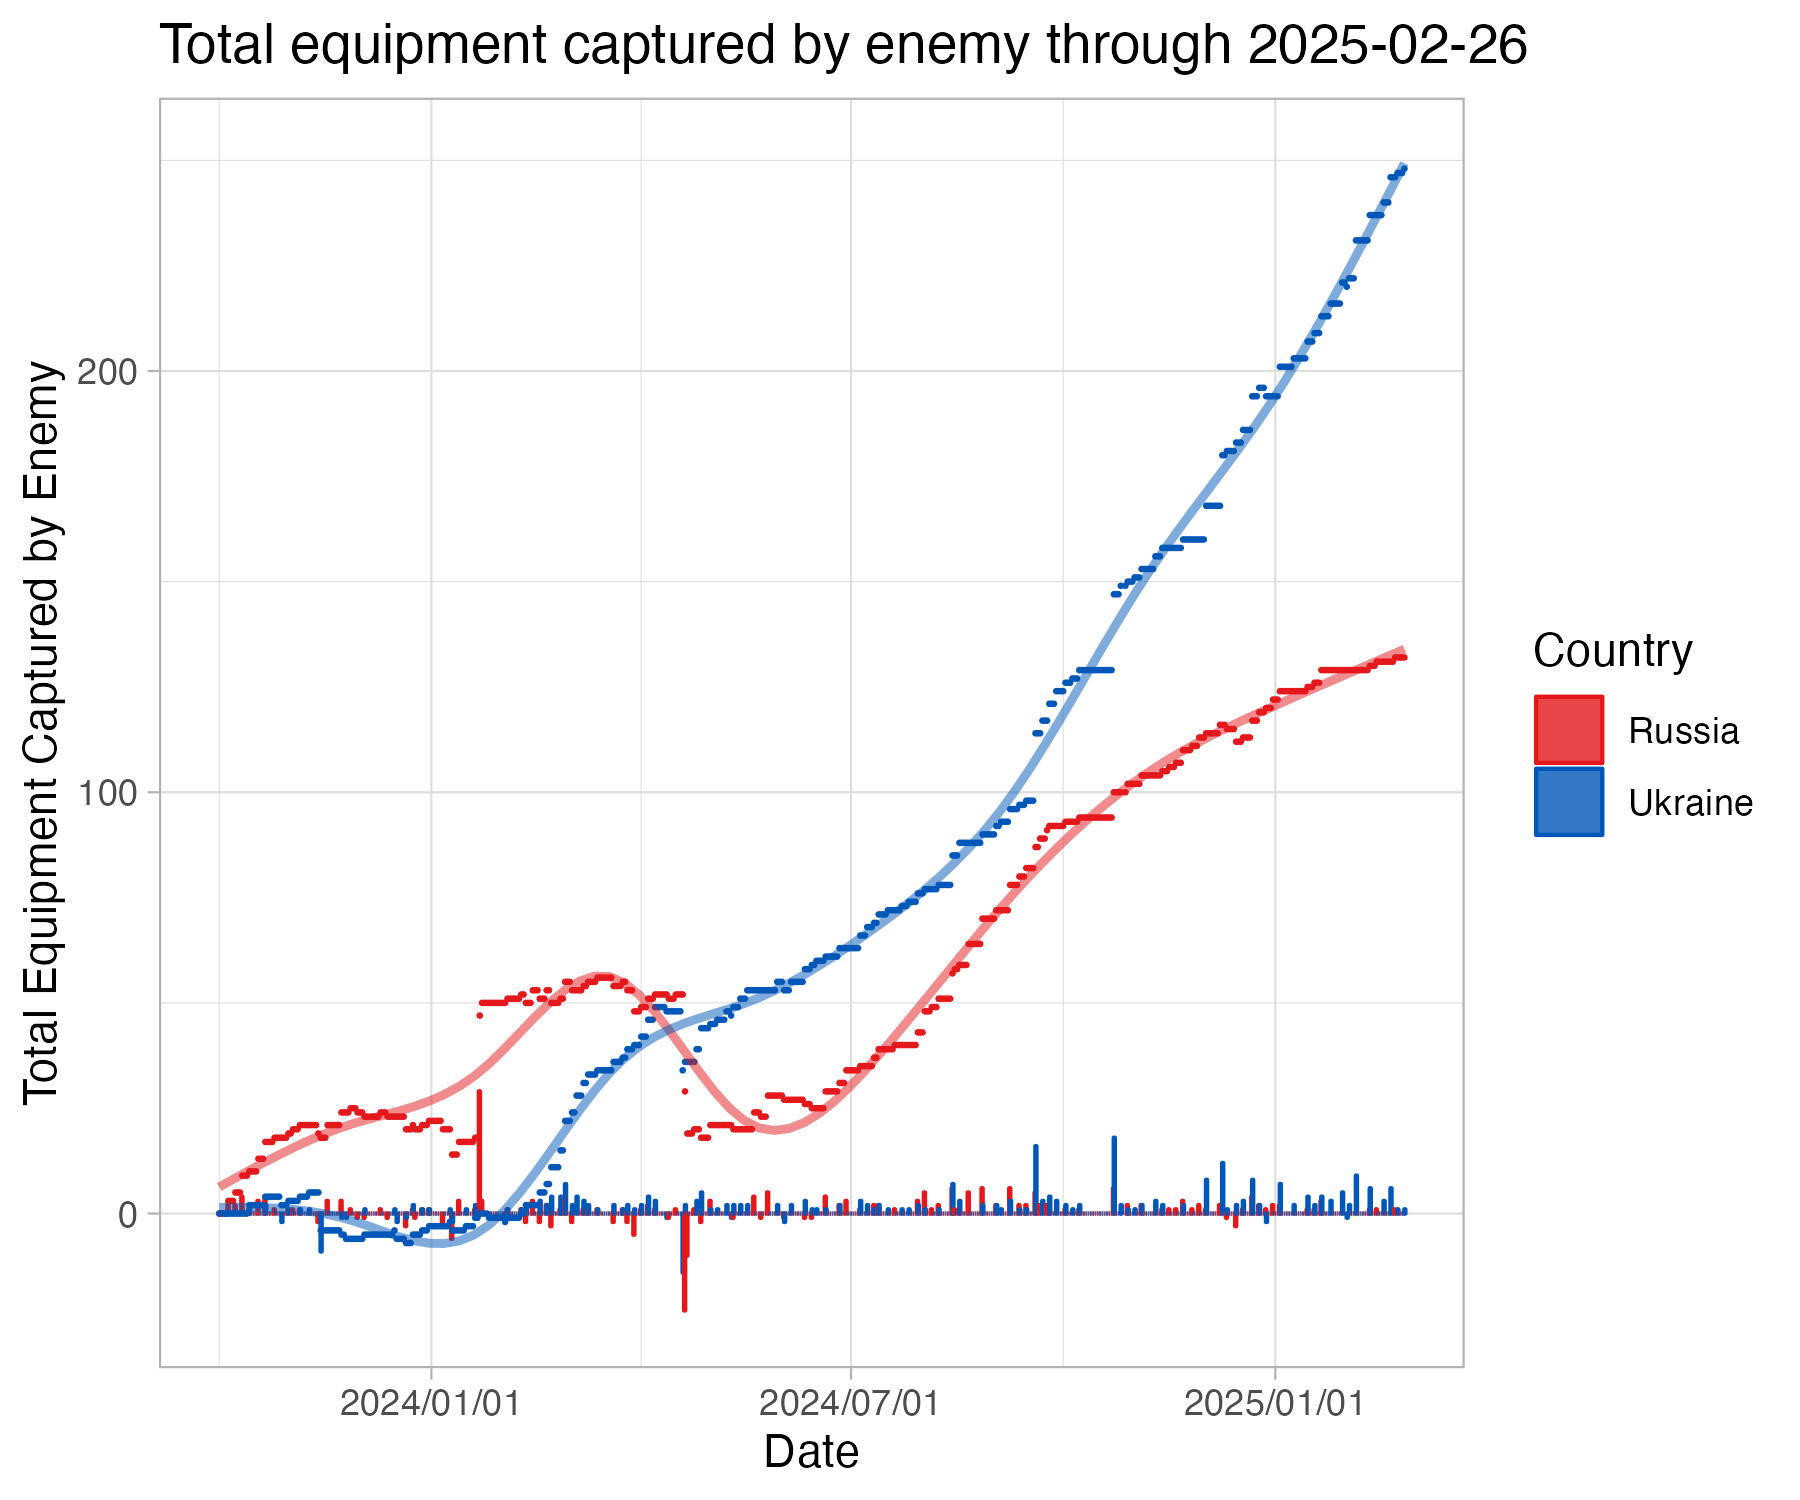 Total equipment captured by enemy through 2025-02-26
Total Equipment Captured by Enemy
200
100
0
2024/01/01
2024/07/01
2025/01/01
Date
Country
Russia
Ukraine